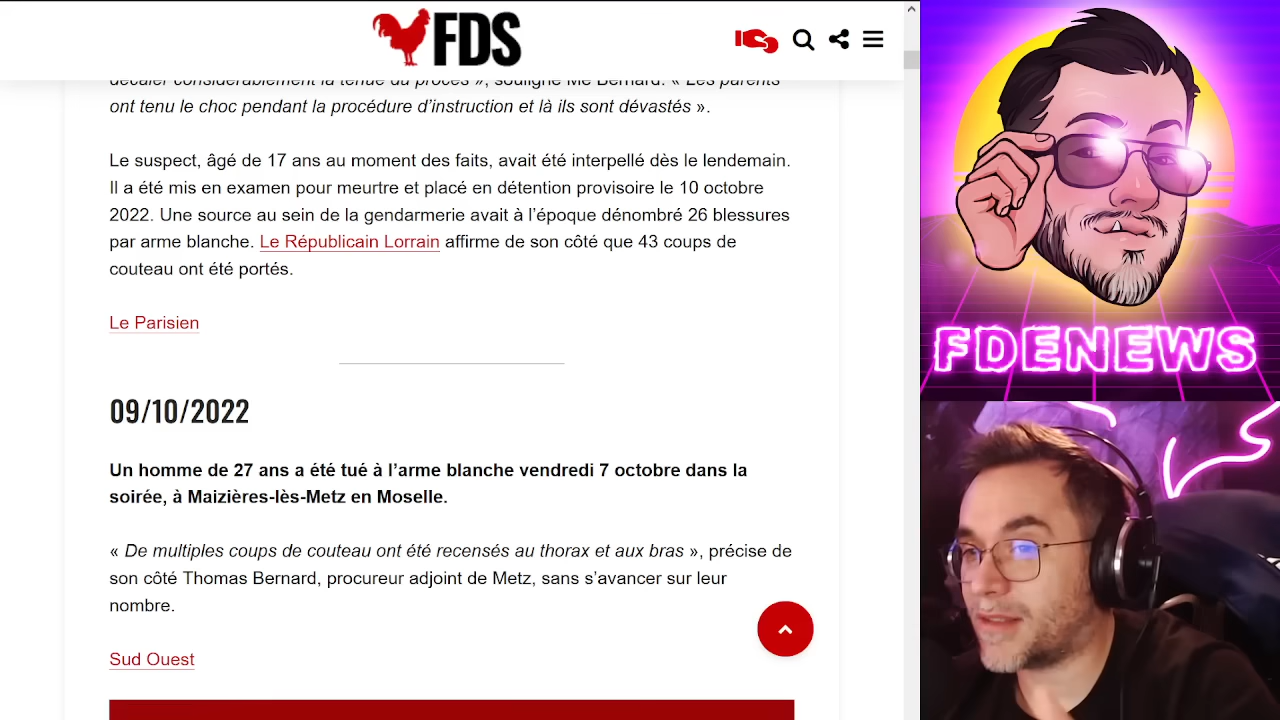 FDS
décaler considérablement la tenue du procès », souligne Me Bernard. « Les parents
ont tenu le choc pendant la procédure d’instruction et là ils sont dévastés ».
Le suspect, âgé de 17 ans au moment des faits, avait été interpellé dès le lendemain.
Il a été mis en examen pour meurtre et placé en détention provisoire le 10 octobre
2022. Une source au sein de la gendarmerie avait à l’époque dénombré 26 blessures
par arme blanche. Le Républicain Lorrain affirme de son côté que 43 coups de
couteau ont été portés.
Le Parisien
09/10/2022
Un homme de 27 ans a été tué à l’arme blanche vendredi 7 octobre dans la
soirée, à Maizières-lès-Metz en Moselle.
« De multiples coups de couteau ont été recensés au thorax et aux bras », précise de
son côté Thomas Bernard, procureur adjoint de Metz, sans s’avancer sur leur
nombre.
Sud Ouest
FDENEWS